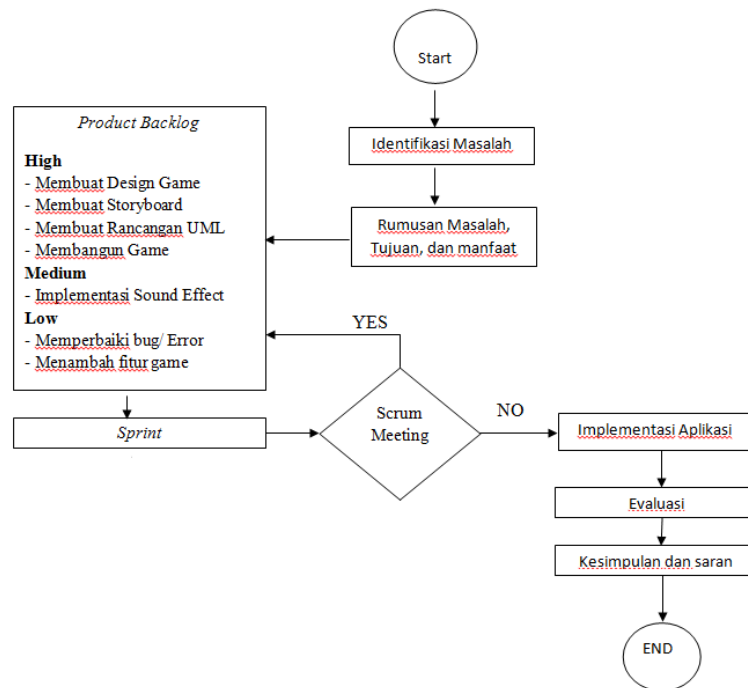 Start
Identifikasi Masalah
Rumusan Masalah,
Tujuan, dan manfaat
Product Backlog
High
- Membuat Design Game
- Membuat Storyboard
- Membuat Rancangan UML
- Membangun Game
Medium
- Implementasi Sound Effect
Low
- Memperbaiki bug/ Error
- Menambah fitur game
YES
Sprint
Scrum
Meeting
NO
Implementasi Aplikasi
Evaluasi
Kesimpulan dan saran
END